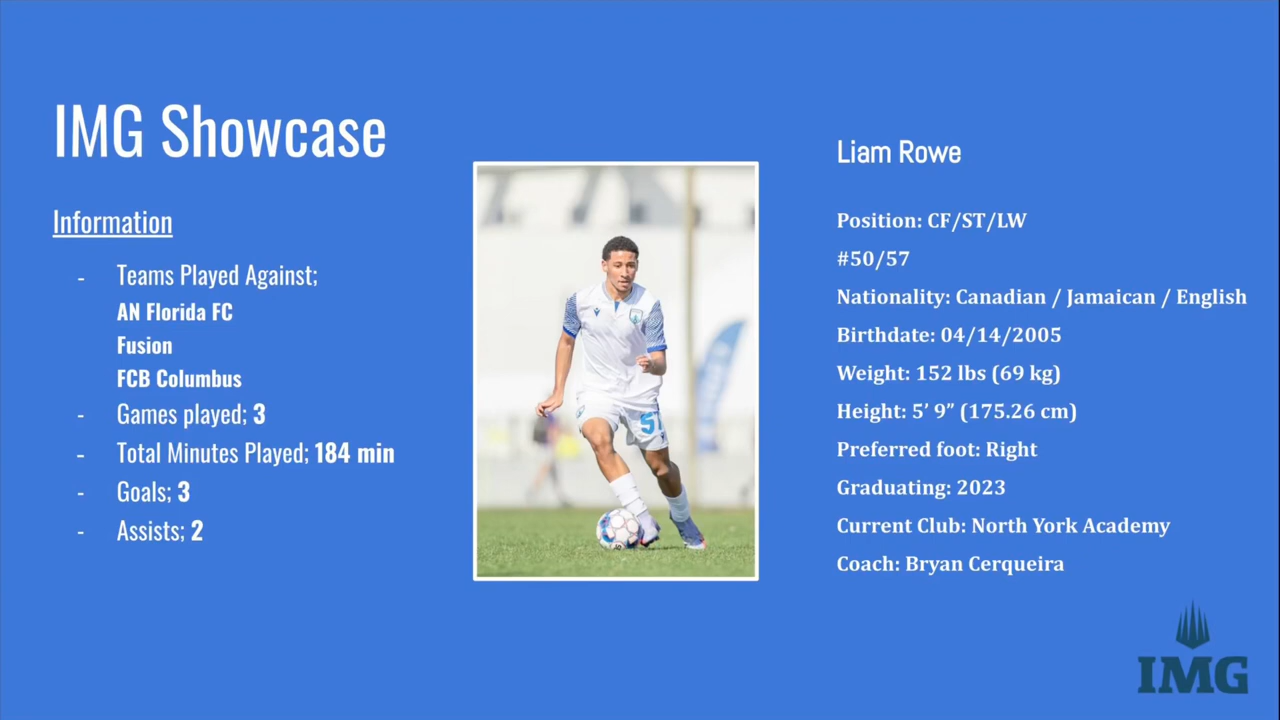 IMG Showcase
Information
- Teams Played Against;
AN Florida FC
Fusion
FCB Columbus
- Games played; 3
- Total Minutes Played; 184 min
- Goals; 3
- Assists; 2
5
Liam Rowe
Position: CF/ST/LW
#50/57
Nationality: Canadian / Jamaican / English
Birthdate: 04/14/2005
Weight: 152 lbs (69 kg)
Height: 5’ 9” (175.26 cm)
Preferred foot: Right
Graduating: 2023
Current Club: North York Academy
Coach: Bryan Cerqueira
IMG